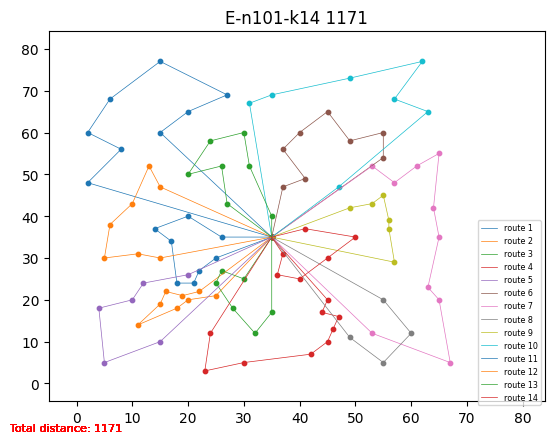 E-n101-k14 1171
80
70
60
50
40
30
20
10
0
0 10 20 30 40 50 60 70 80
route 1
route 2
route 3
route 4
route 5
route 6
route 7
route 8
route 9
route 10
route 11
route 12
route 13
route 14
Total distance: 1171